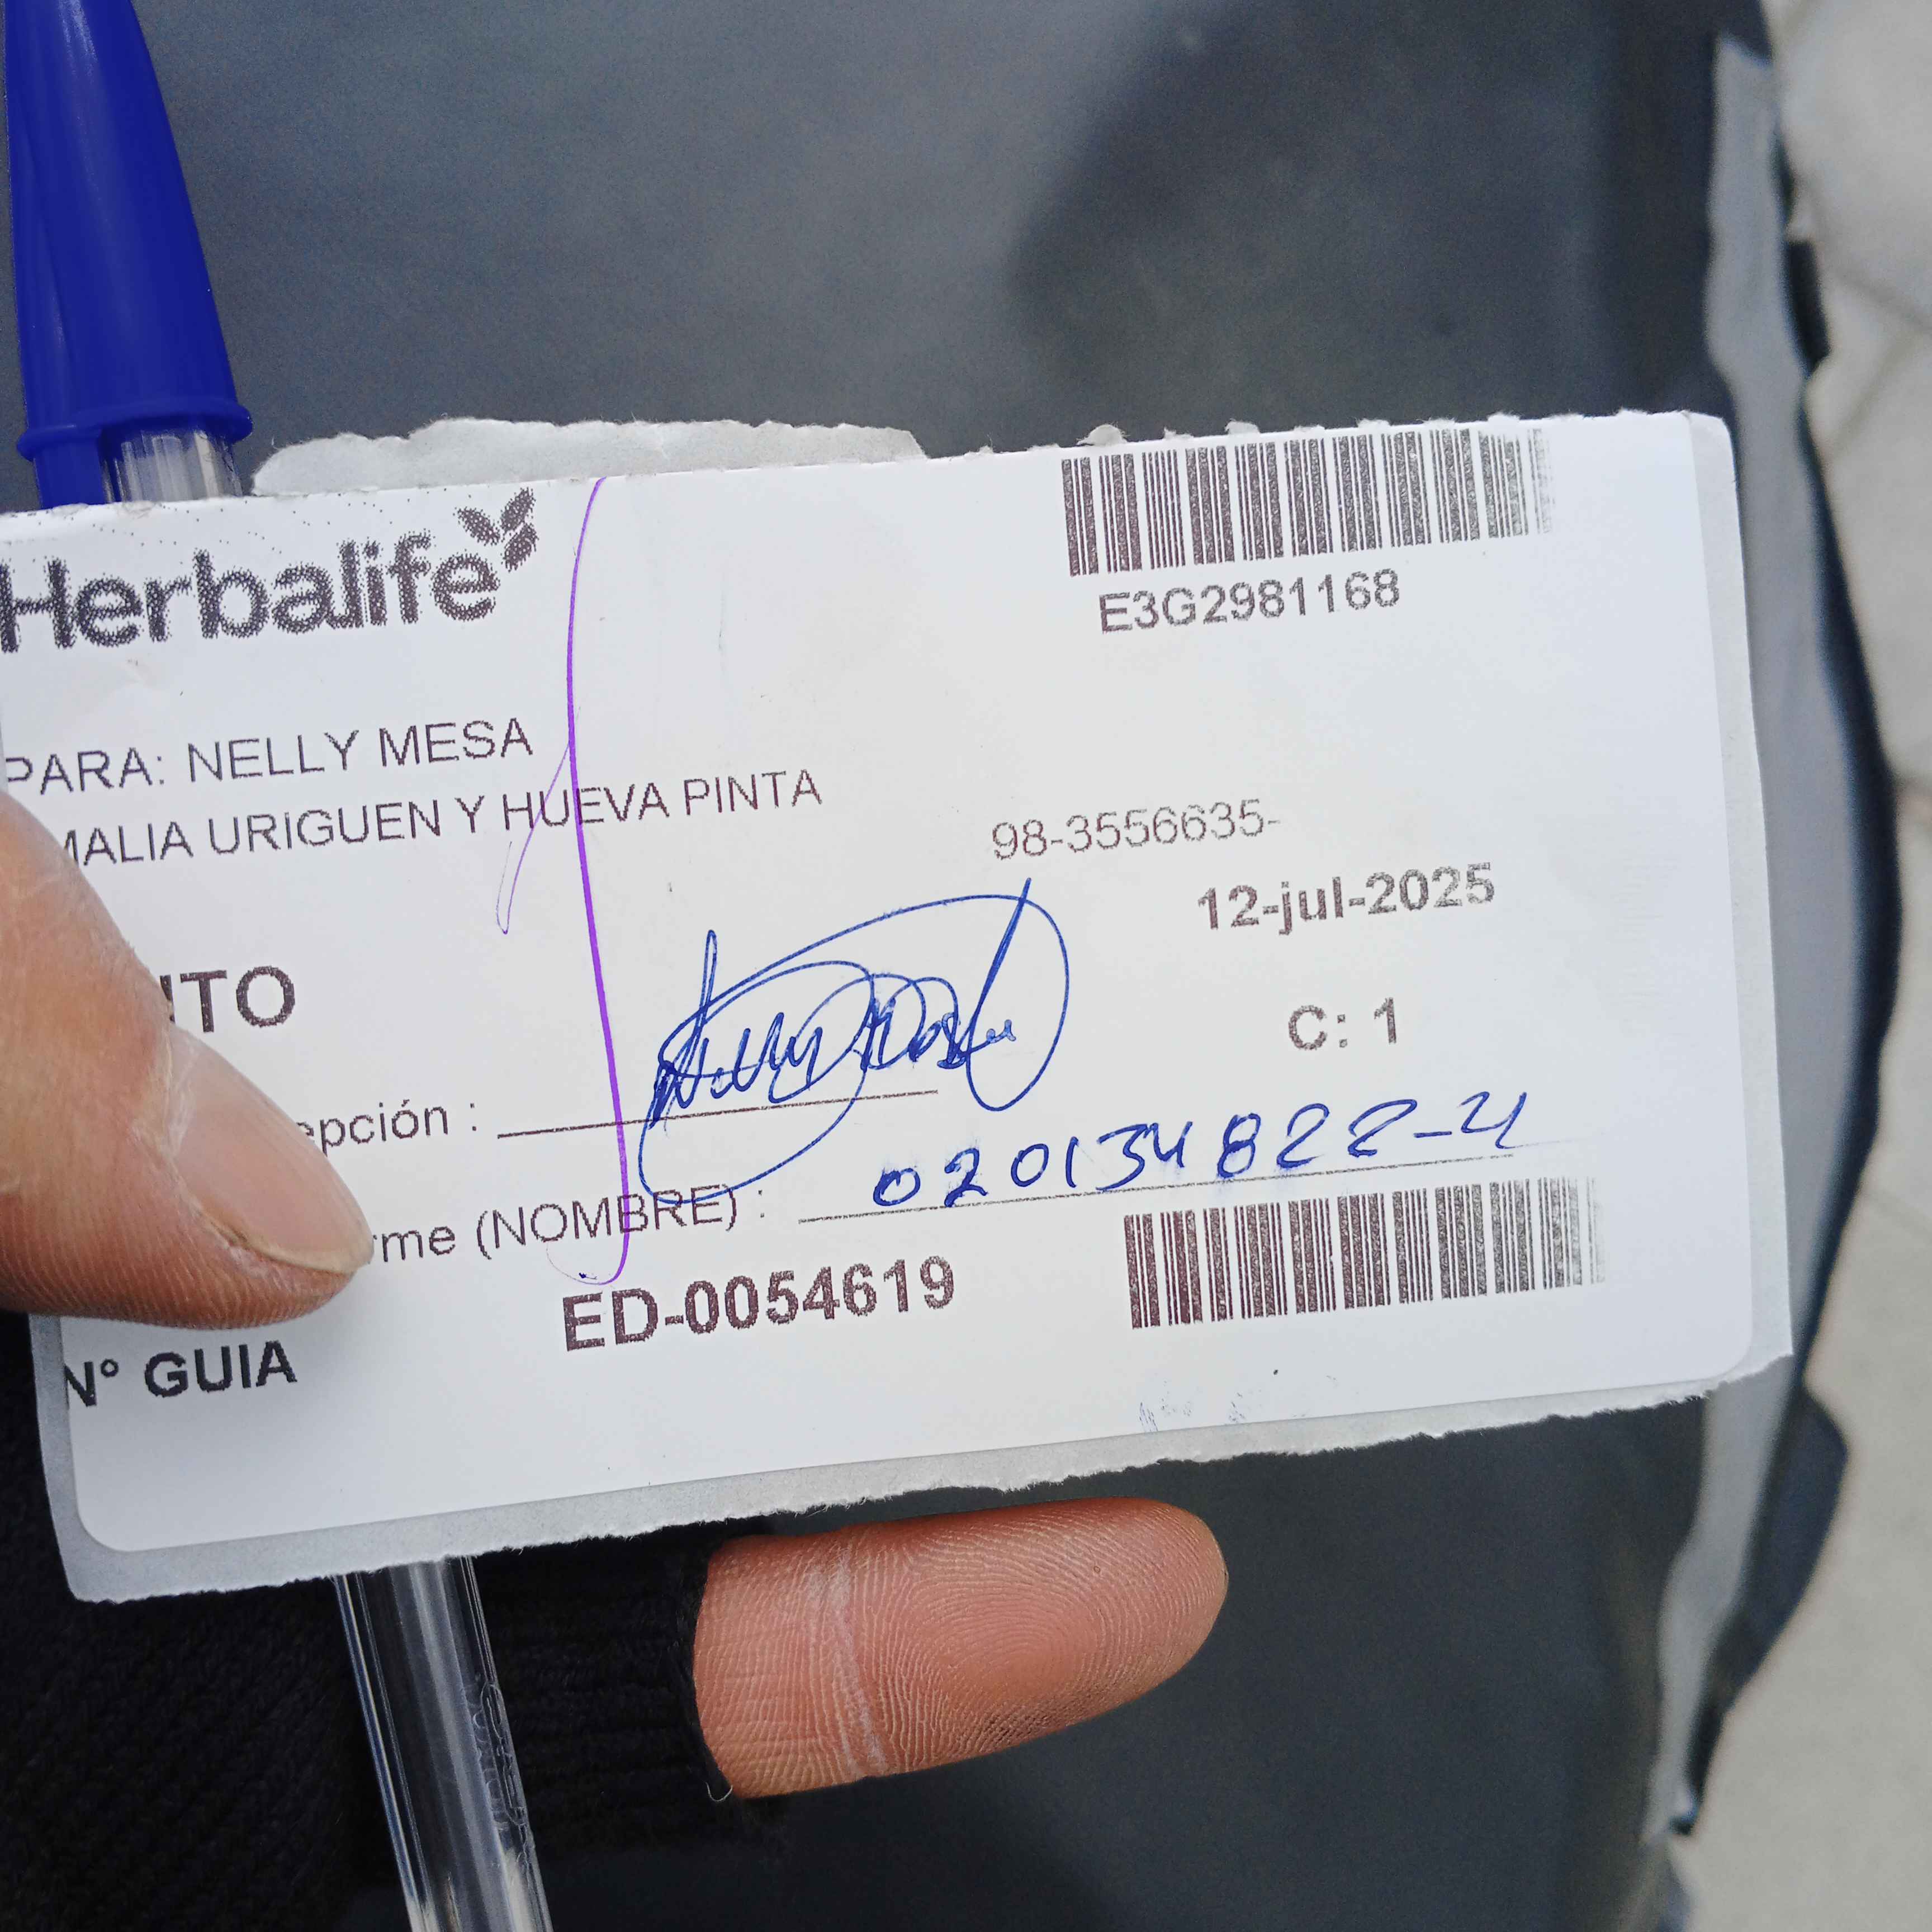 Herbalife
E3G2981168
PARA: NELLY MESA
MALIA URIGUEN Y HUEVA PINTA
98-3556635-
12-jul-2025
ITO
C: 1
epción :
rme (NOMBRE) : 020134822-4
ED-0054619
N° GUIA